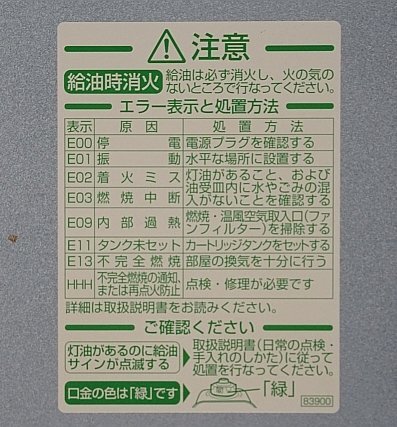 注意
給油時消火 給油は必ず消火し、火の気の
ないところで行なってください。
エラー表示と処置方法
表示 原因 処置方法
E00 停電 電源プラグを確認する
E01 振動 水平な場所に設置する
E02 着火ミス 灯油があること、および
油受皿内に水やごみの混
E03 燃焼中断 入がないことを確認する
E09 内部過熱 燃焼・温風空気取入口(ファ
ンフィルター)を掃除する
E11 タンク未セット カートリッジタンクをセットする
E13 不完全燃焼 部屋の換気を十分に行う
HHH 不完全燃焼の通知、
または再点火防止 点検・修理が必要です
詳細は取扱説明書をお読みください。
ご確認ください
灯油があるのに給油
サインが点滅する
取扱説明書(日常の点検・
手入れのしかた)に従って
処置を行なってください。
口金の色は「緑」です 「緑」
83900